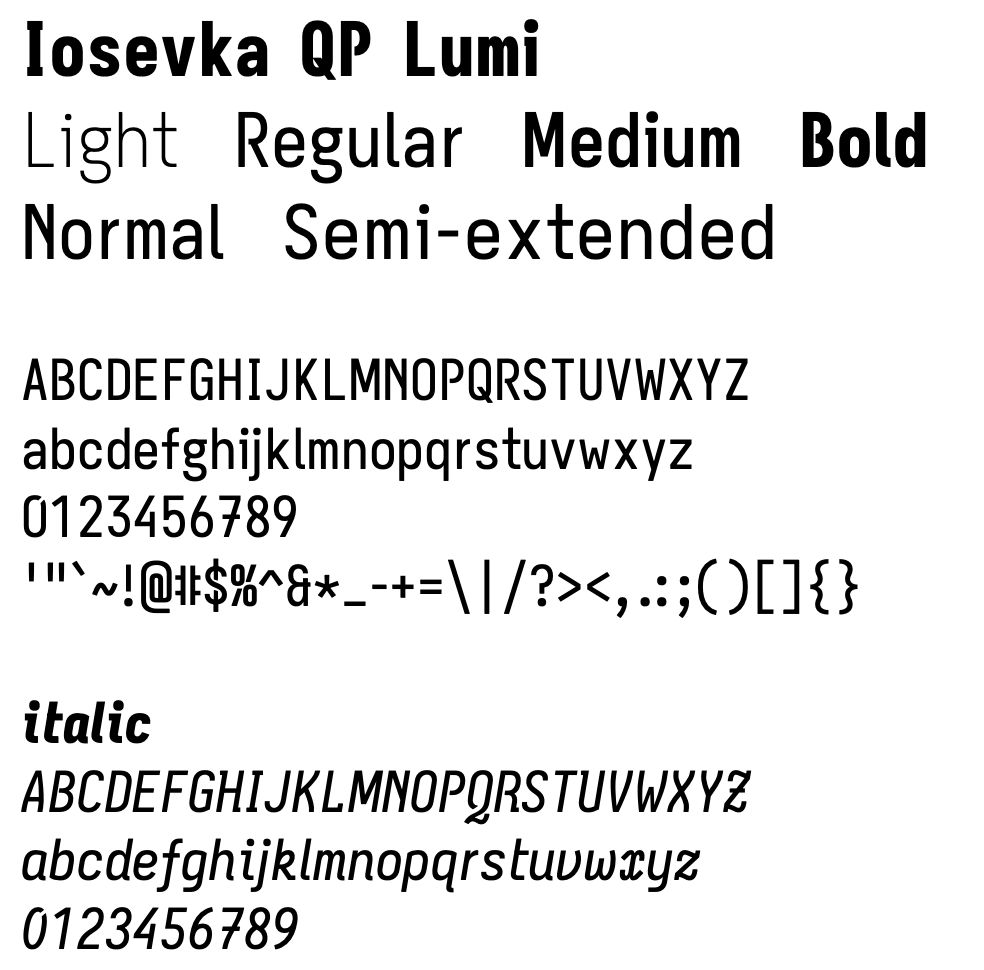 Iosevka QP Lumi
Light Regular Medium Bold
Normal Semi-extended
ABCDEFGHIJKLMNOPQRSTUVWXYZ
abcdefghijklmnopqrstuvwxyz
0123456789
'"`~!@#$%^&*_-+=\|/?><,.:;()[]{}
italic
ABCDEFGHIJKLMNOPQRSTUVWXYZ
abcdefghijklmnopqrstuvwxyz
0123456789